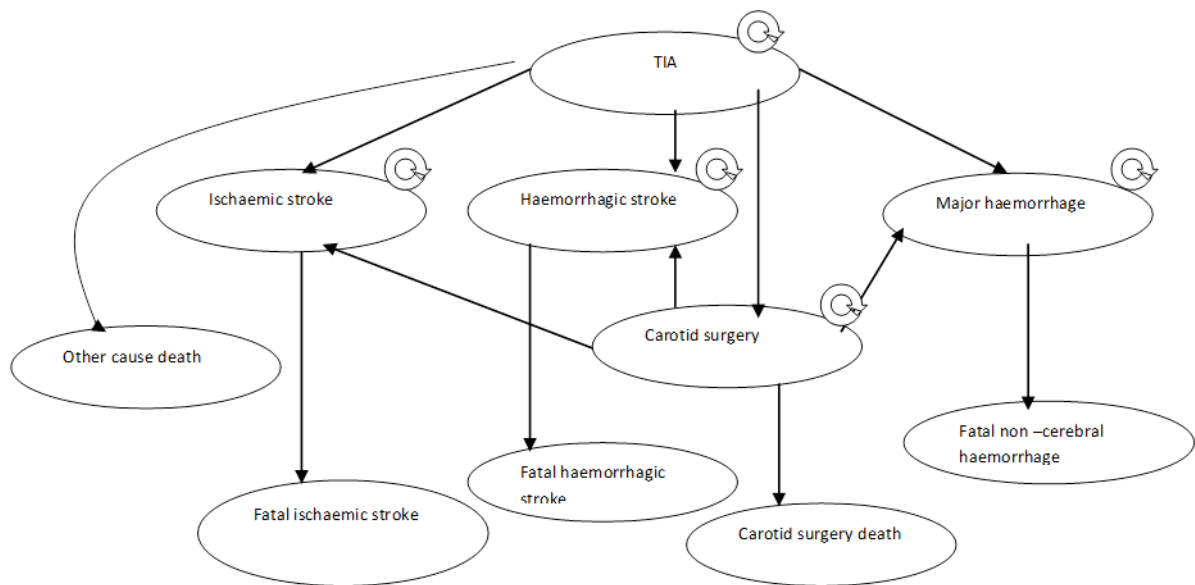 TIA
Ischaemic stroke
Haemorrhagic stroke
Major haemorrhage
Other cause death
Carotid surgery
Fatal non –cerebral
haemorrhage
Fatal haemorrhagic
stroke
Fatal ischaemic stroke
Carotid surgery death